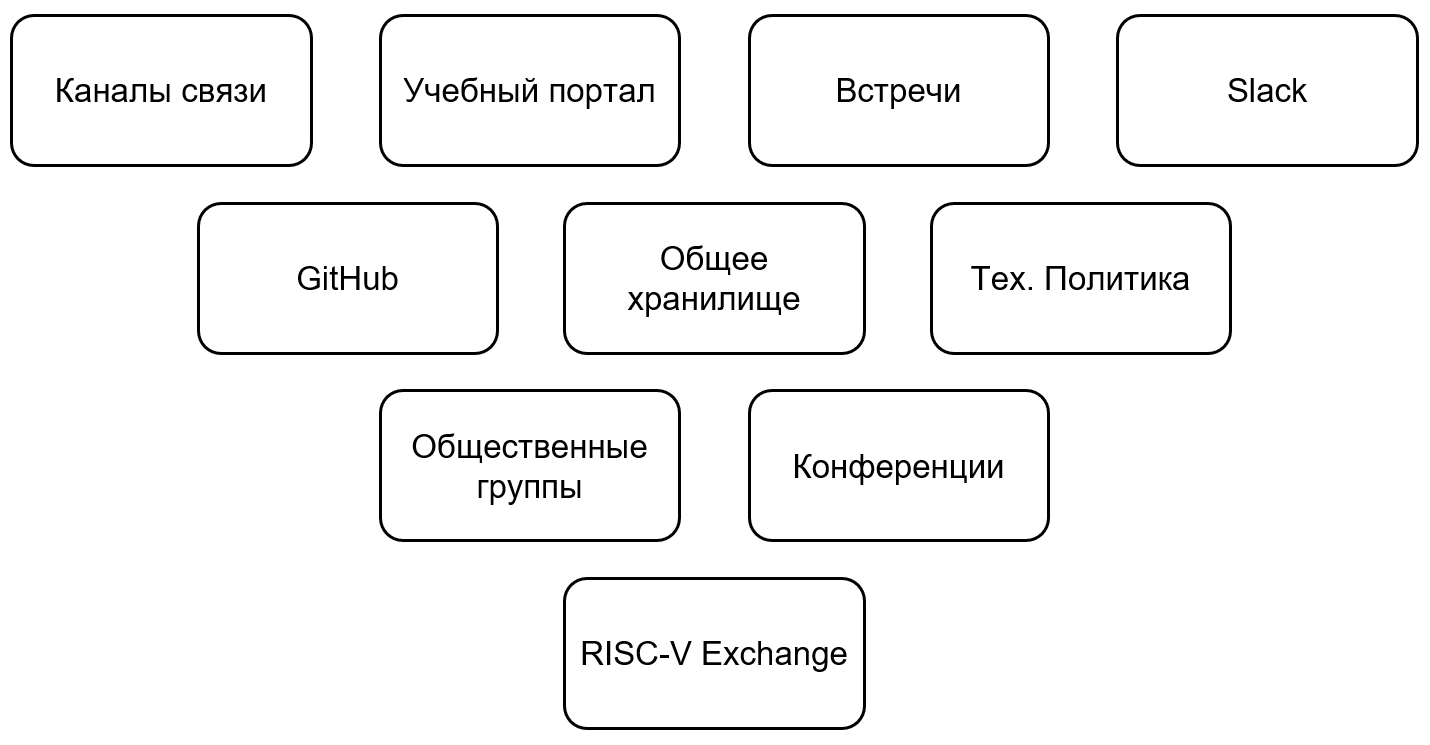 Каналы связи
Учебный портал
Встречи
Slack
GitHub
Общее
хранилище
Тех. Политика
Общественные
группы
Конференции
RISC-V Exchange